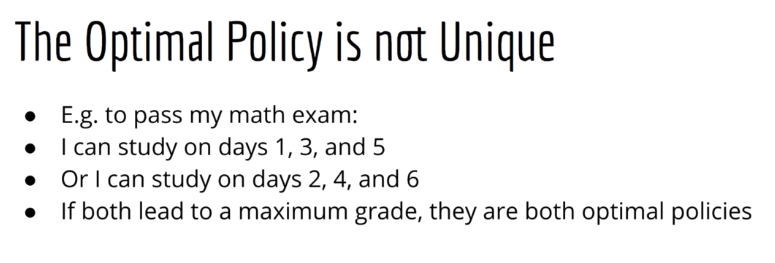 The Optimal Policy is not Unique
● E.g. to pass my math exam:
● I can study on days 1, 3, and 5
● Or I can study on days 2, 4, and 6
● If both lead to a maximum grade, they are both optimal policies